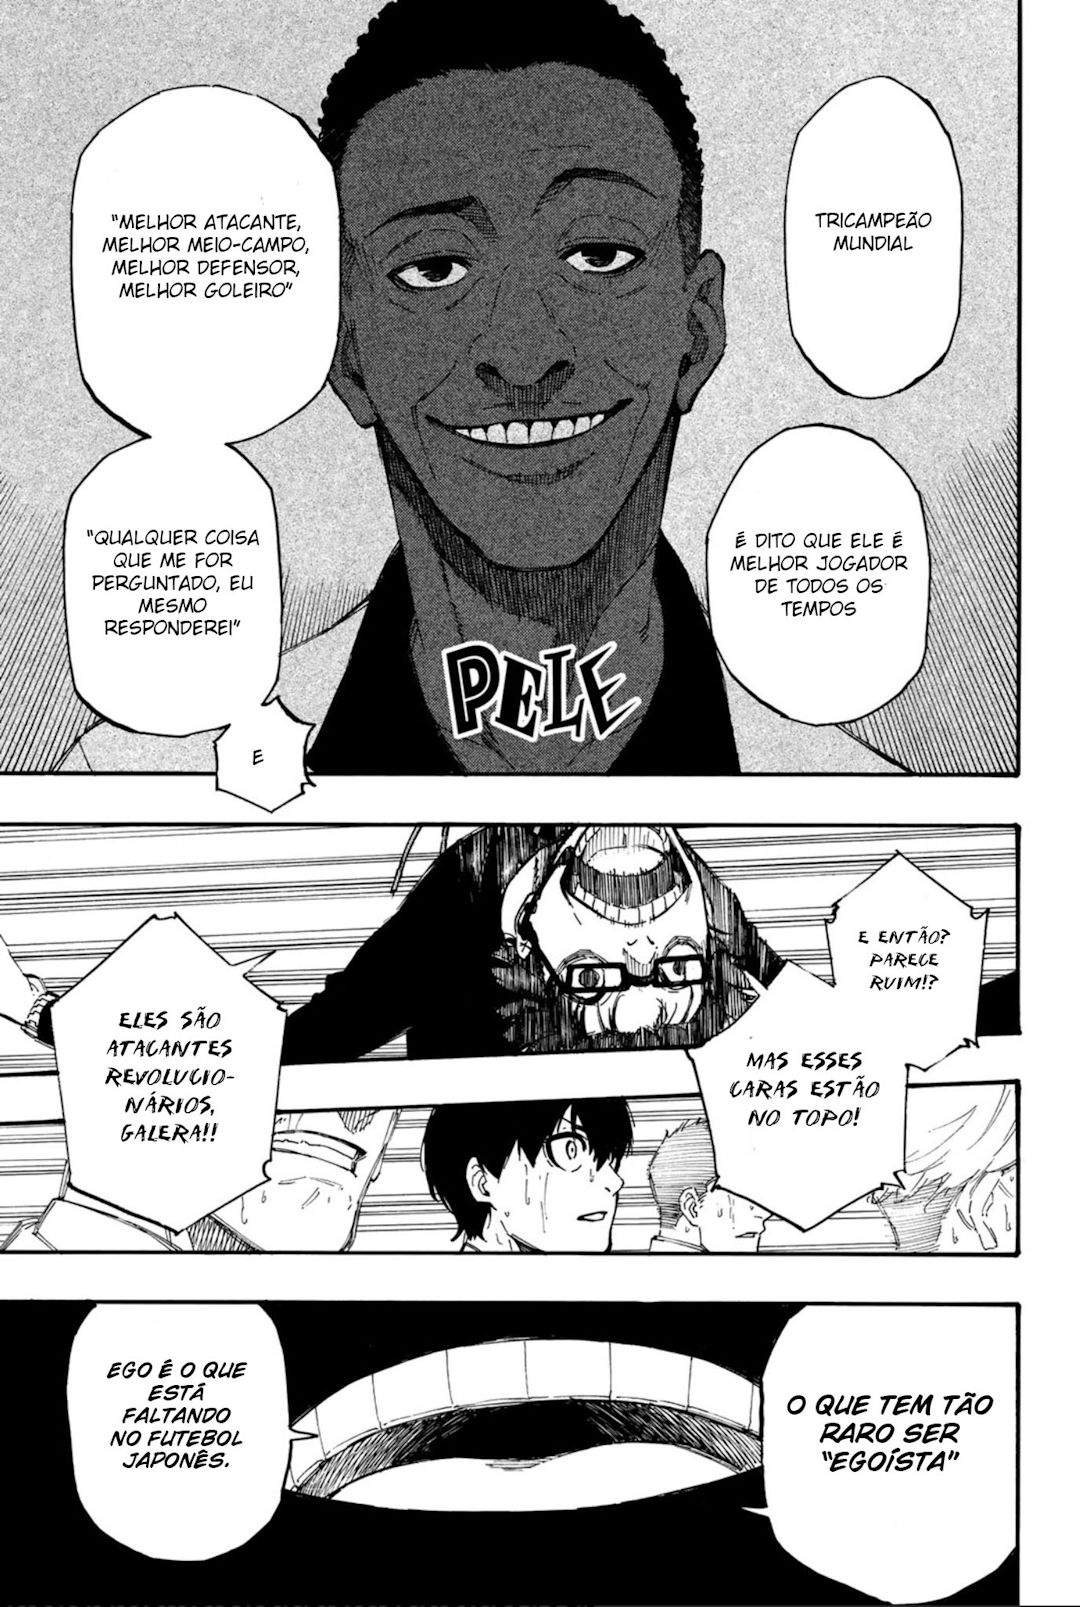 TRICAMPEÃO
MUNDIAL
É DITO QUE ELE É
MELHOR JOGADOR
DE TODOS OS
TEMPOS
"MELHOR ATACANTE,
MELHOR MEIO-CAMPO,
MELHOR DEFENSOR,
MELHOR GOLEIRO"
"QUALQUER COISA
QUE ME FOR
PERGUNTADO, EU
MESMO
RESPONDEREI"
PELE
E
E ENTÃO?
PARECE
RUIM!?
MAS ESSES
CARAS ESTÃO
NO TOPO!
ELES SÃO
ATACANTES
REVOLUCIO-
NÁRIOS,
GALERA!!
O QUE TEM TÃO
RARO SER
"EGOÍSTA"
EGO É O QUE
ESTÁ
FALTANDO
NO FUTEBOL
JAPONÊS.